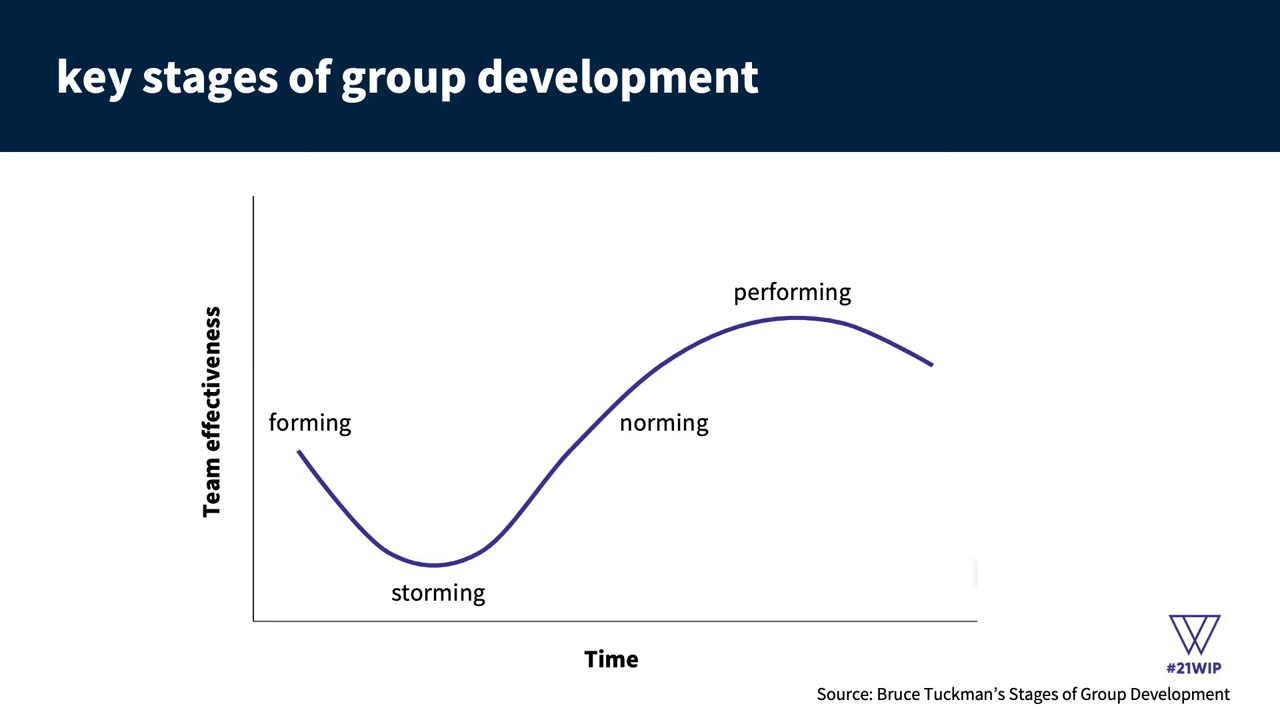 key stages of group development
performing
Team effectiveness
forming
norming
storming
Time
#21WIP
Source: Bruce Tuckman’s Stages of Group Development